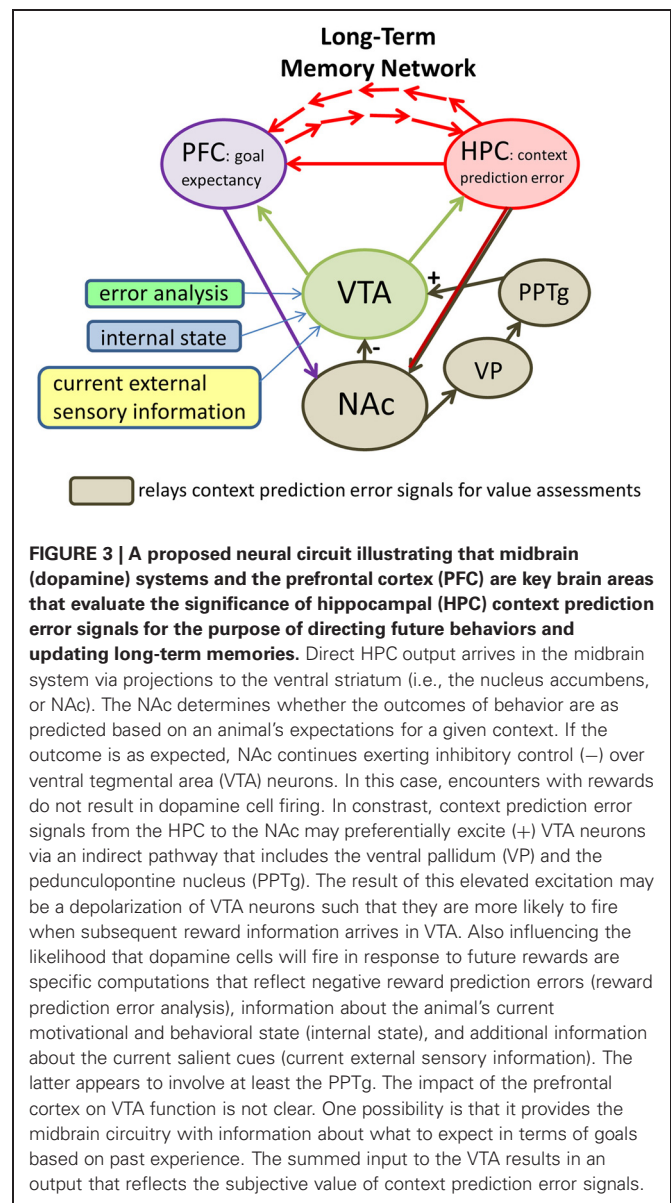 Long-Term
Memory Network
PFC: goal
expectancy
HPC: context
prediction error
error analysis
internal state
current external
sensory information
VTA
+
-
PPTg
VP
NAc
relays context prediction error signals for value assessments
FIGURE 3 | A proposed neural circuit illustrating that midbrain
(dopamine) systems and the prefrontal cortex (PFC) are key brain areas
that evaluate the significance of hippocampal (HPC) context prediction
error signals for the purpose of directing future behaviors and
updating long-term memories. Direct HPC output arrives in the midbrain
system via projections to the ventral striatum (i.e., the nucleus accumbens,
or NAc). The NAc determines whether the outcomes of behavior are as
predicted based on an animal's expectations for a given context. If the
outcome is as expected, NAc continues exerting inhibitory control (−) over
ventral tegmental area (VTA) neurons. In this case, encounters with rewards
do not result in dopamine cell firing. In constrast, context prediction error
signals from the HPC to the NAc may preferentially excite (+) VTA neurons
via an indirect pathway that includes the ventral pallidum (VP) and the
pedunculopontine nucleus (PPTg). The result of this elevated excitation may
be a depolarization of VTA neurons such that they are more likely to fire
when subsequent reward information arrives in VTA. Also influencing the
likelihood that dopamine cells will fire in response to future rewards are
specific computations that reflect negative reward prediction errors (reward
prediction error analysis), information about the animal's current
motivational and behavioral state (internal state), and additional information
about the current salient cues (current external sensory information). The
latter appears to involve at least the PPTg. The impact of the prefrontal
cortex on VTA function is not clear. One possibility is that it provides the
midbrain circuitry with information about what to expect in terms of goals
based on past experience. The summed input to the VTA results in an
output that reflects the subjective value of context prediction error signals.